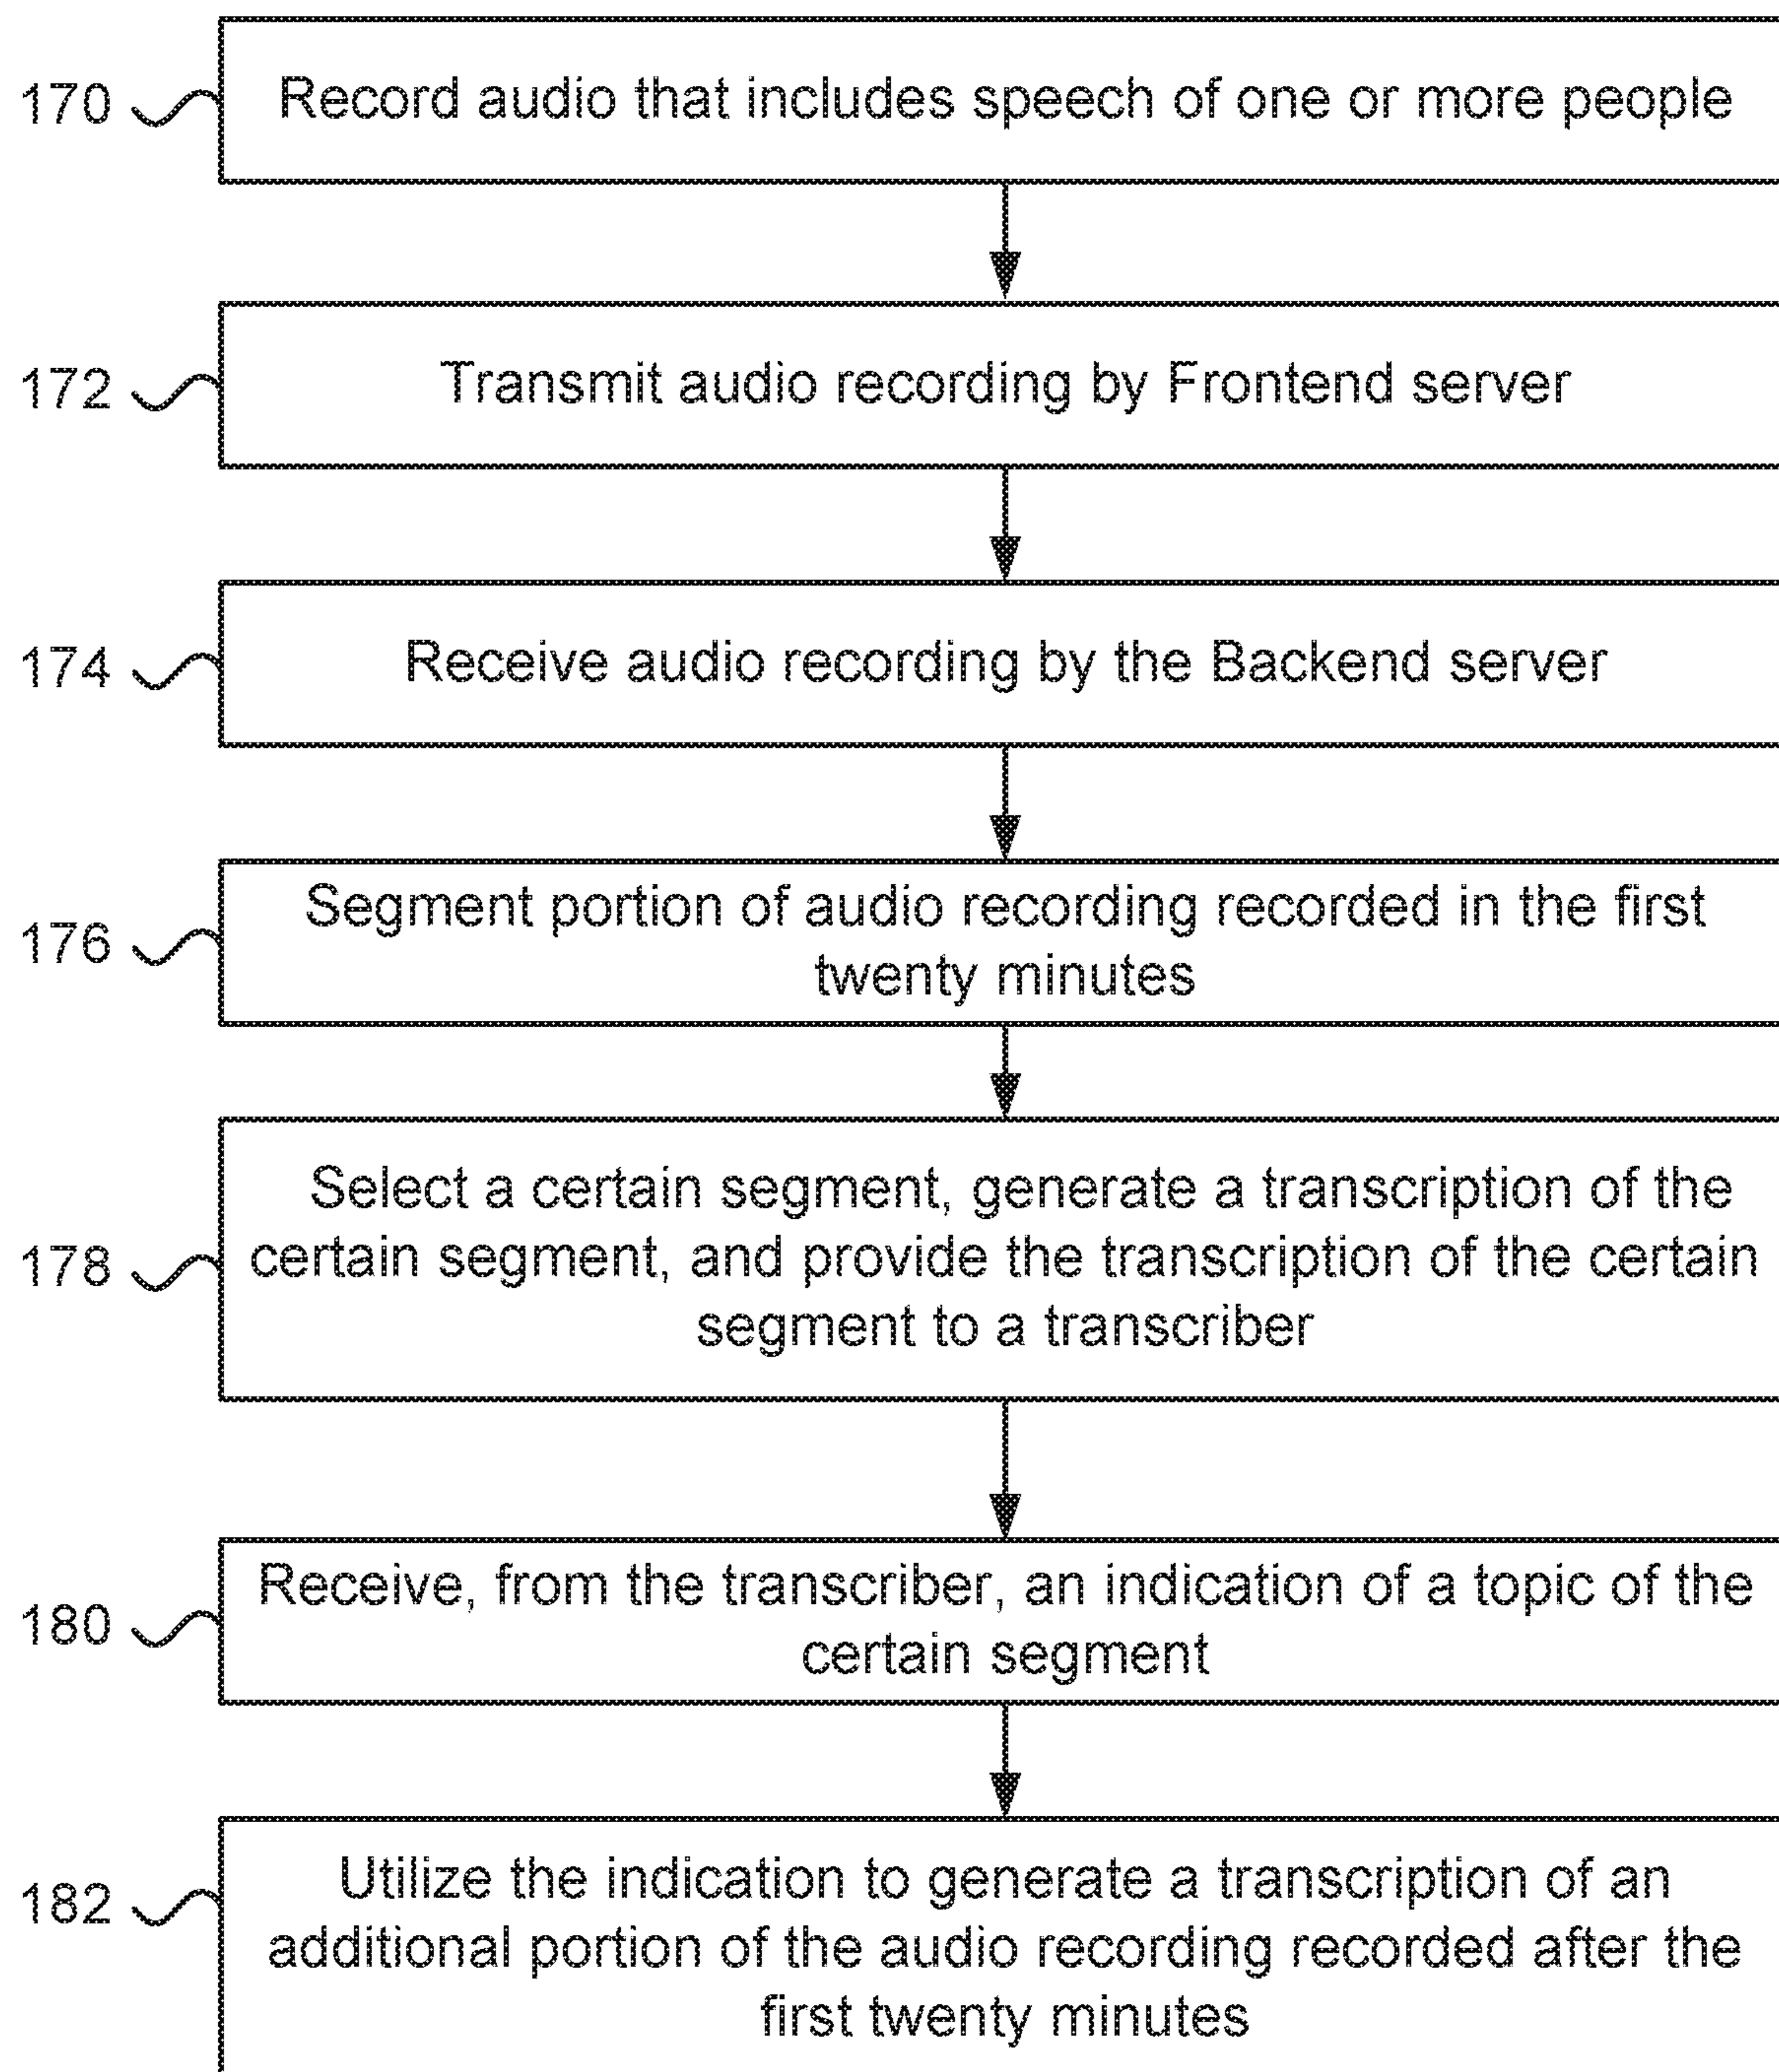 170 Record audio that includes speech of one or more people
172 Transmit audio recording by Frontend server
174 Receive audio recording by the Backend server
176 Segment portion of audio recording recorded in the first
twenty minutes
Select a certain segment, generate a transcription of the
178 certain segment, and provide the transcription of the certain
segment to a transcriber
180 Receive, from the transcriber, an indication of a topic of the
certain segment
182 Utilize the indication to generate a transcription of an
additional portion of the audio recording recorded after the
first twenty minutes